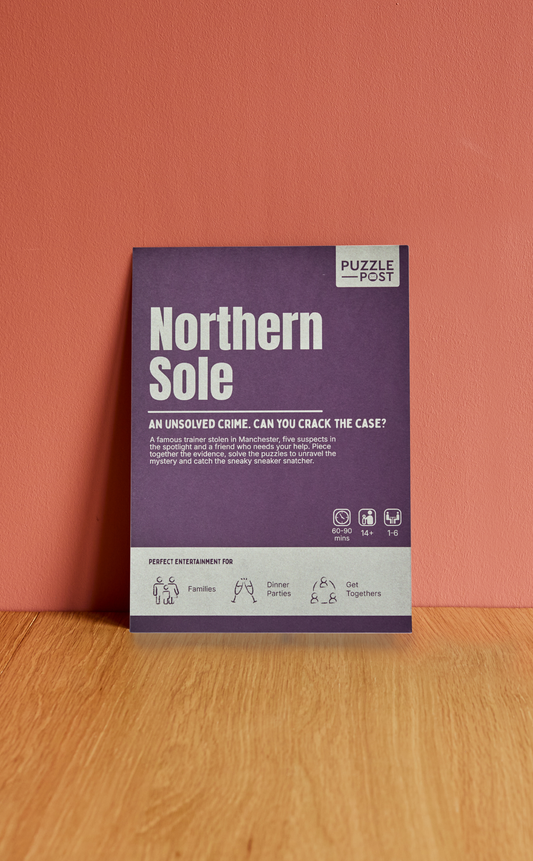 PUZZLE
POST
Northern
Sole
AN UNSOLVED CRIME. CAN YOU CRACK THE CASE?
A famous trainer stolen in Manchester, five suspects in
the spotlight and a friend who needs your help. Piece
together the evidence, solve the puzzles to unravel the
mystery and catch the sneaky sneaker snatcher.
60-90
mins
14+
1-6
PERFECT ENTERTAINMENT FOR
Families
Dinner
Parties
Get
Togethers